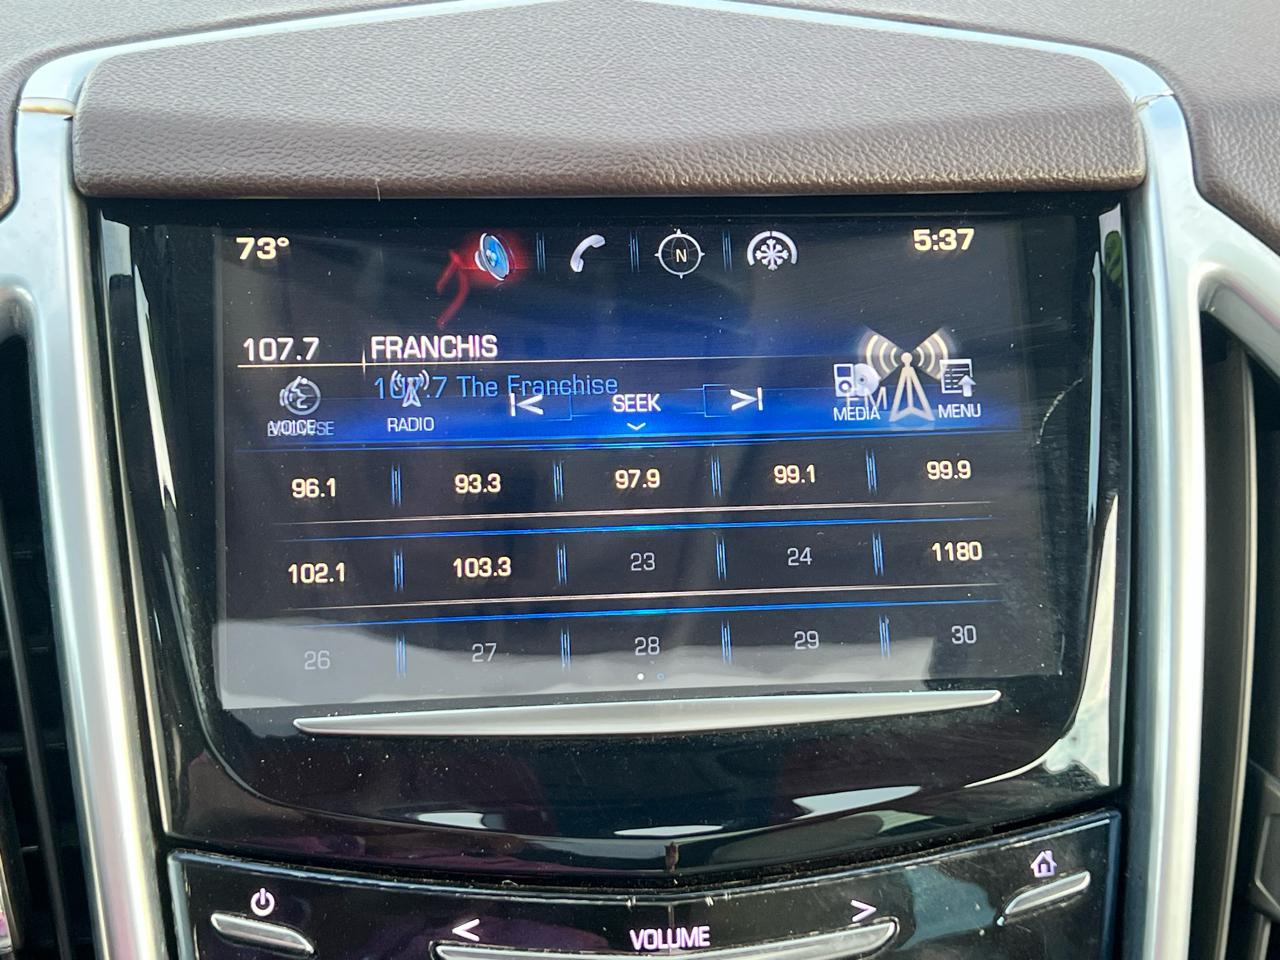 73° N 5:37
107.7 FRANCHIS
107.7 The Franchise
VOICE RADIO SEEK MEDIA FM MENU
BROWSE
96.1 93.3 97.9 99.1 99.9
102.1 103.3 23 24 1180
26 27 28 29 30
< VOLUME >